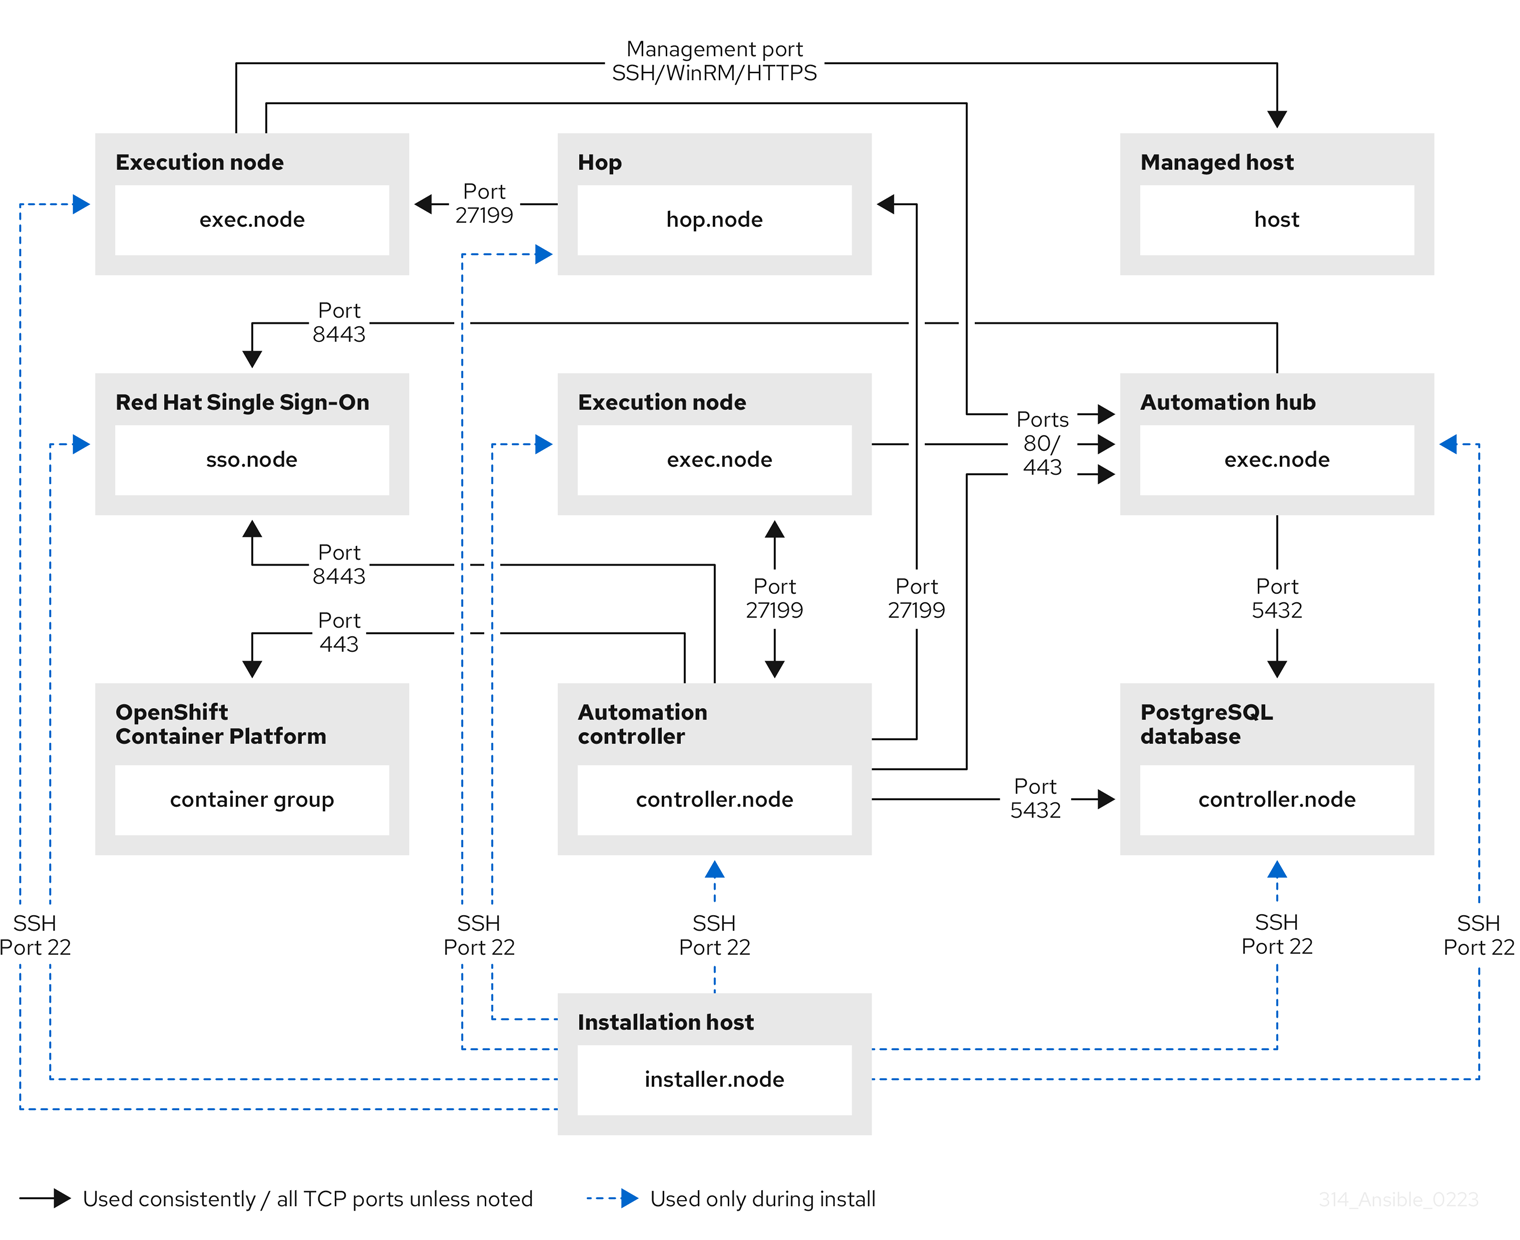 Management port
SSH/WinRM/HTTPS
Execution node
exec.node
Port
27199
Hop
hop.node
Managed host
host
Port
8443
Red Hat Single Sign-On
sso.node
Execution node
exec.node
Ports
80/
443
Automation hub
exec.node
Port
8443
Port
27199
Port
27199
Port
5432
Port
443
OpenShift
Container Platform
container group
Automation
controller
controller.node
Port
5432
PostgreSQL
database
controller.node
SSH
Port 22
SSH
Port 22
SSH
Port 22
SSH
Port 22
SSH
Port 22
Installation host
installer.node
Used consistently / all TCP ports unless noted
Used only during install
314_Ansible_0223